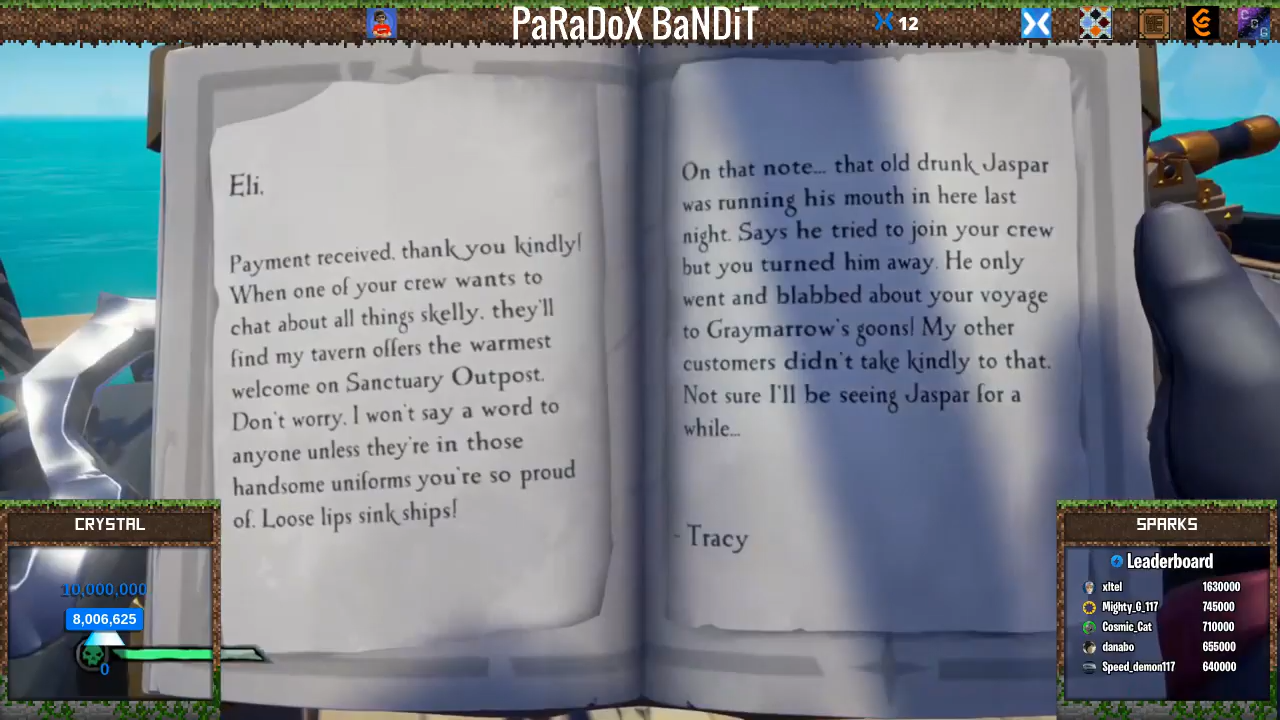 PaRaDoX BaNDiT
12
Eli,
Payment received, thank you kindly!
When one of your crew wants to
chat about all things skelly, they'll
find my tavern offers the warmest
welcome on Sanctuary Outpost.
Don't worry, I won't say a word to
anyone unless they're in those
handsome uniforms you're so proud
of. Loose lips sink ships!
On that note... that old drunk Jaspar
was running his mouth in here last
night. Says he tried to join your crew
but you turned him away. He only
went and blabbed about your voyage
to Graymarrow's goons! My other
customers didn't take kindly to that.
Not sure I'll be seeing Jaspar for a
while...
- Tracy
CRYSTAL
10,000,000
8,006,625
0
SPARKS
Leaderboard
xltel 1630000
Mighty_G_117 745000
Cosmic_Cat 710000
danabo 655000
Speed_demon117 640000